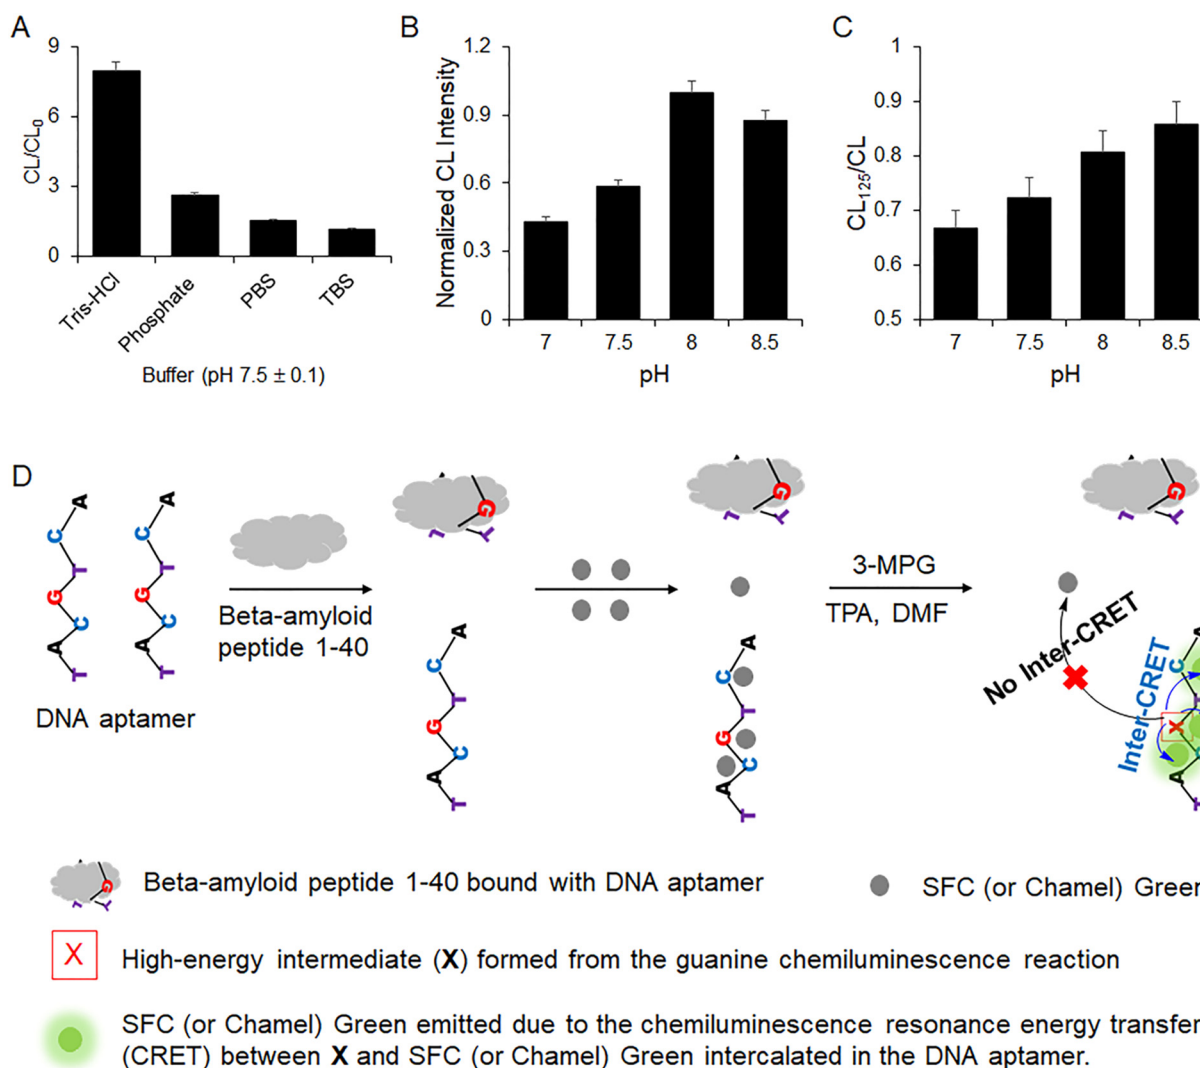 A
9
6
3
0
CL/CL0
Tris-HCl
Phosphate
PBS
TBS
Buffer (pH 7.5 ± 0.1)
B
1.2
0.9
0.6
0.3
0
Normalized CL Intensity
7
7.5
8
8.5
pH
C
1
0.9
0.8
0.7
0.6
0.5
CL125/CL
7
7.5
8
8.5
pH
D
A
C
T
G
C
A
T
A
C
T
G
C
A
T
DNA aptamer
Beta-amyloid
peptide 1-40
G
T
A
C
T
G
C
A
T
G
T
A
C
T
G
C
A
T
3-MPG
TPA, DMF
G
T
No Inter-CRET
Inter-CRET
A
C
X
A
T
G
Beta-amyloid peptide 1-40 bound with DNA aptamer
SFC (or Chamel) Green
X
High-energy intermediate (X) formed from the guanine chemiluminescence reaction
SFC (or Chamel) Green emitted due to the chemiluminescence resonance energy transfer
(CRET) between X and SFC (or Chamel) Green intercalated in the DNA aptamer.